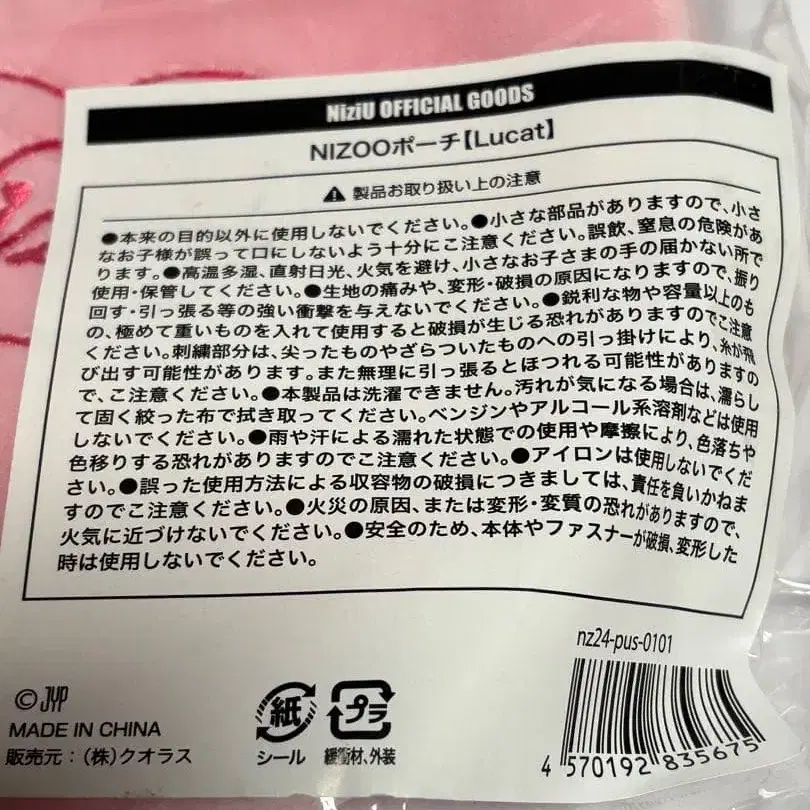 NiziU OFFICIAL GOODS
NIZOOポーチ【Lucat】
製品お取り扱い上の注意
●本来の目的以外に使用しないでください。●小さな部品がありますので、小さ
なお子様が誤って口にしないよう十分にご注意ください。誤飲、窒息の危険があ
ります。●高温多湿、直射日光、火気を避け、小さなお子さまの手の届かない所で
使用・保管してください。●生地の痛みや、変形・破損の原因になりますので、振り
回す・引っ張る等の強い衝撃を与えないでください。●鋭利な物や容量以上のも
の、極めて重いものを入れて使用すると破損が生じる恐れがありますのでご注意
ください。刺繍部分は、尖ったものやざらついたものへの引っ掛けにより、糸が飛
び出す可能性があります。また無理に引っ張るとほつれる可能性がありますの
で、ご注意ください。●本製品は洗濯できません。汚れが気になる場合は、濡らし
て固く絞った布で拭き取ってください。ベンジンやアルコール系溶剤などは使用
しないでください。●雨や汗による濡れた状態での使用や摩擦により、色落ちや
色移りする恐れがありますのでご注意ください。●アイロンは使用しないでくだ
さい。●誤った使用方法による収容物の破損につきましては、責任を負いかねま
すのでご注意ください。●火災の原因、または変形・変質の恐れがありますので、
火気に近づけないでください。●安全のため、本体やファスナーが破損、変形した
時は使用しないでください。
nz24-pus-0101
©JYP
MADE IN CHINA
販売元：（株）クオラス
紙
シール
プラ
緩衝材、外装
4 570192 835675